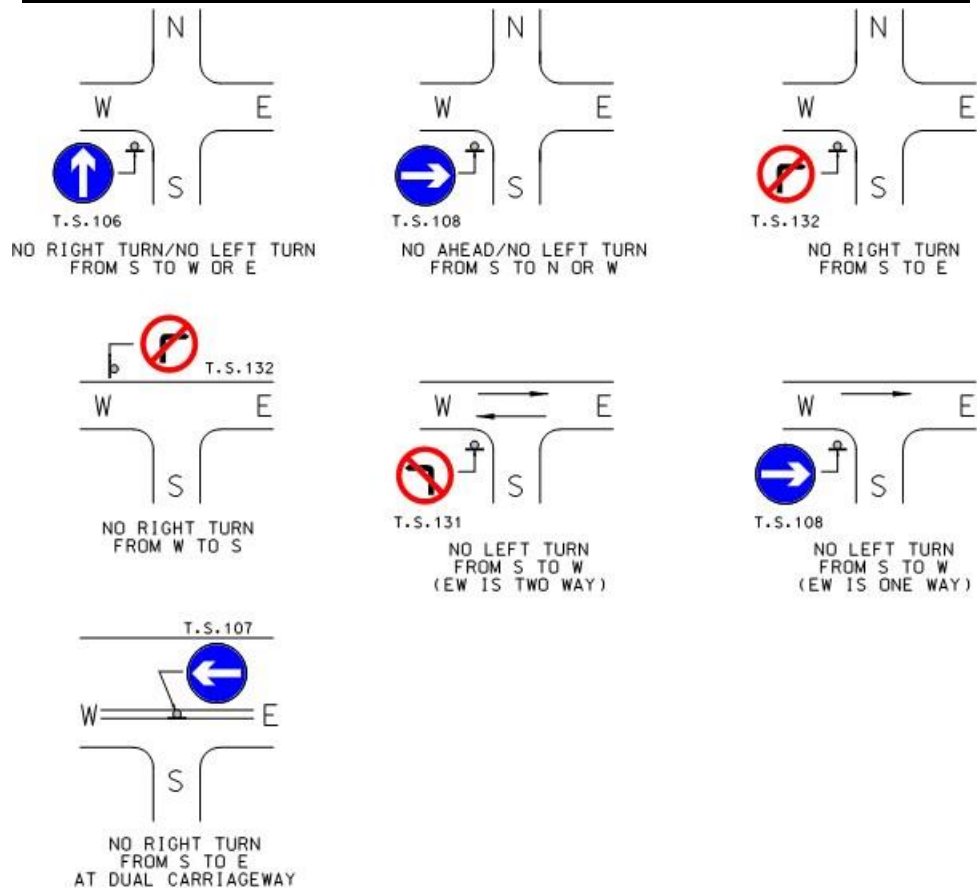 N
W E
S
T.S.106
NO RIGHT TURN/NO LEFT TURN
FROM S TO W OR E
N
W E
S
T.S.108
NO AHEAD/NO LEFT TURN
FROM S TO N OR W
N
W E
S
T.S.132
NO RIGHT TURN
FROM S TO E
T.S.132
W E
S
NO RIGHT TURN
FROM W TO S
W E
S
T.S.131
NO LEFT TURN
FROM S TO W
(EW IS TWO WAY)
W E
S
T.S.108
NO LEFT TURN
FROM S TO W
(EW IS ONE WAY)
T.S.107
W E
S
NO RIGHT TURN
FROM S TO E
AT DUAL CARRIAGEWAY